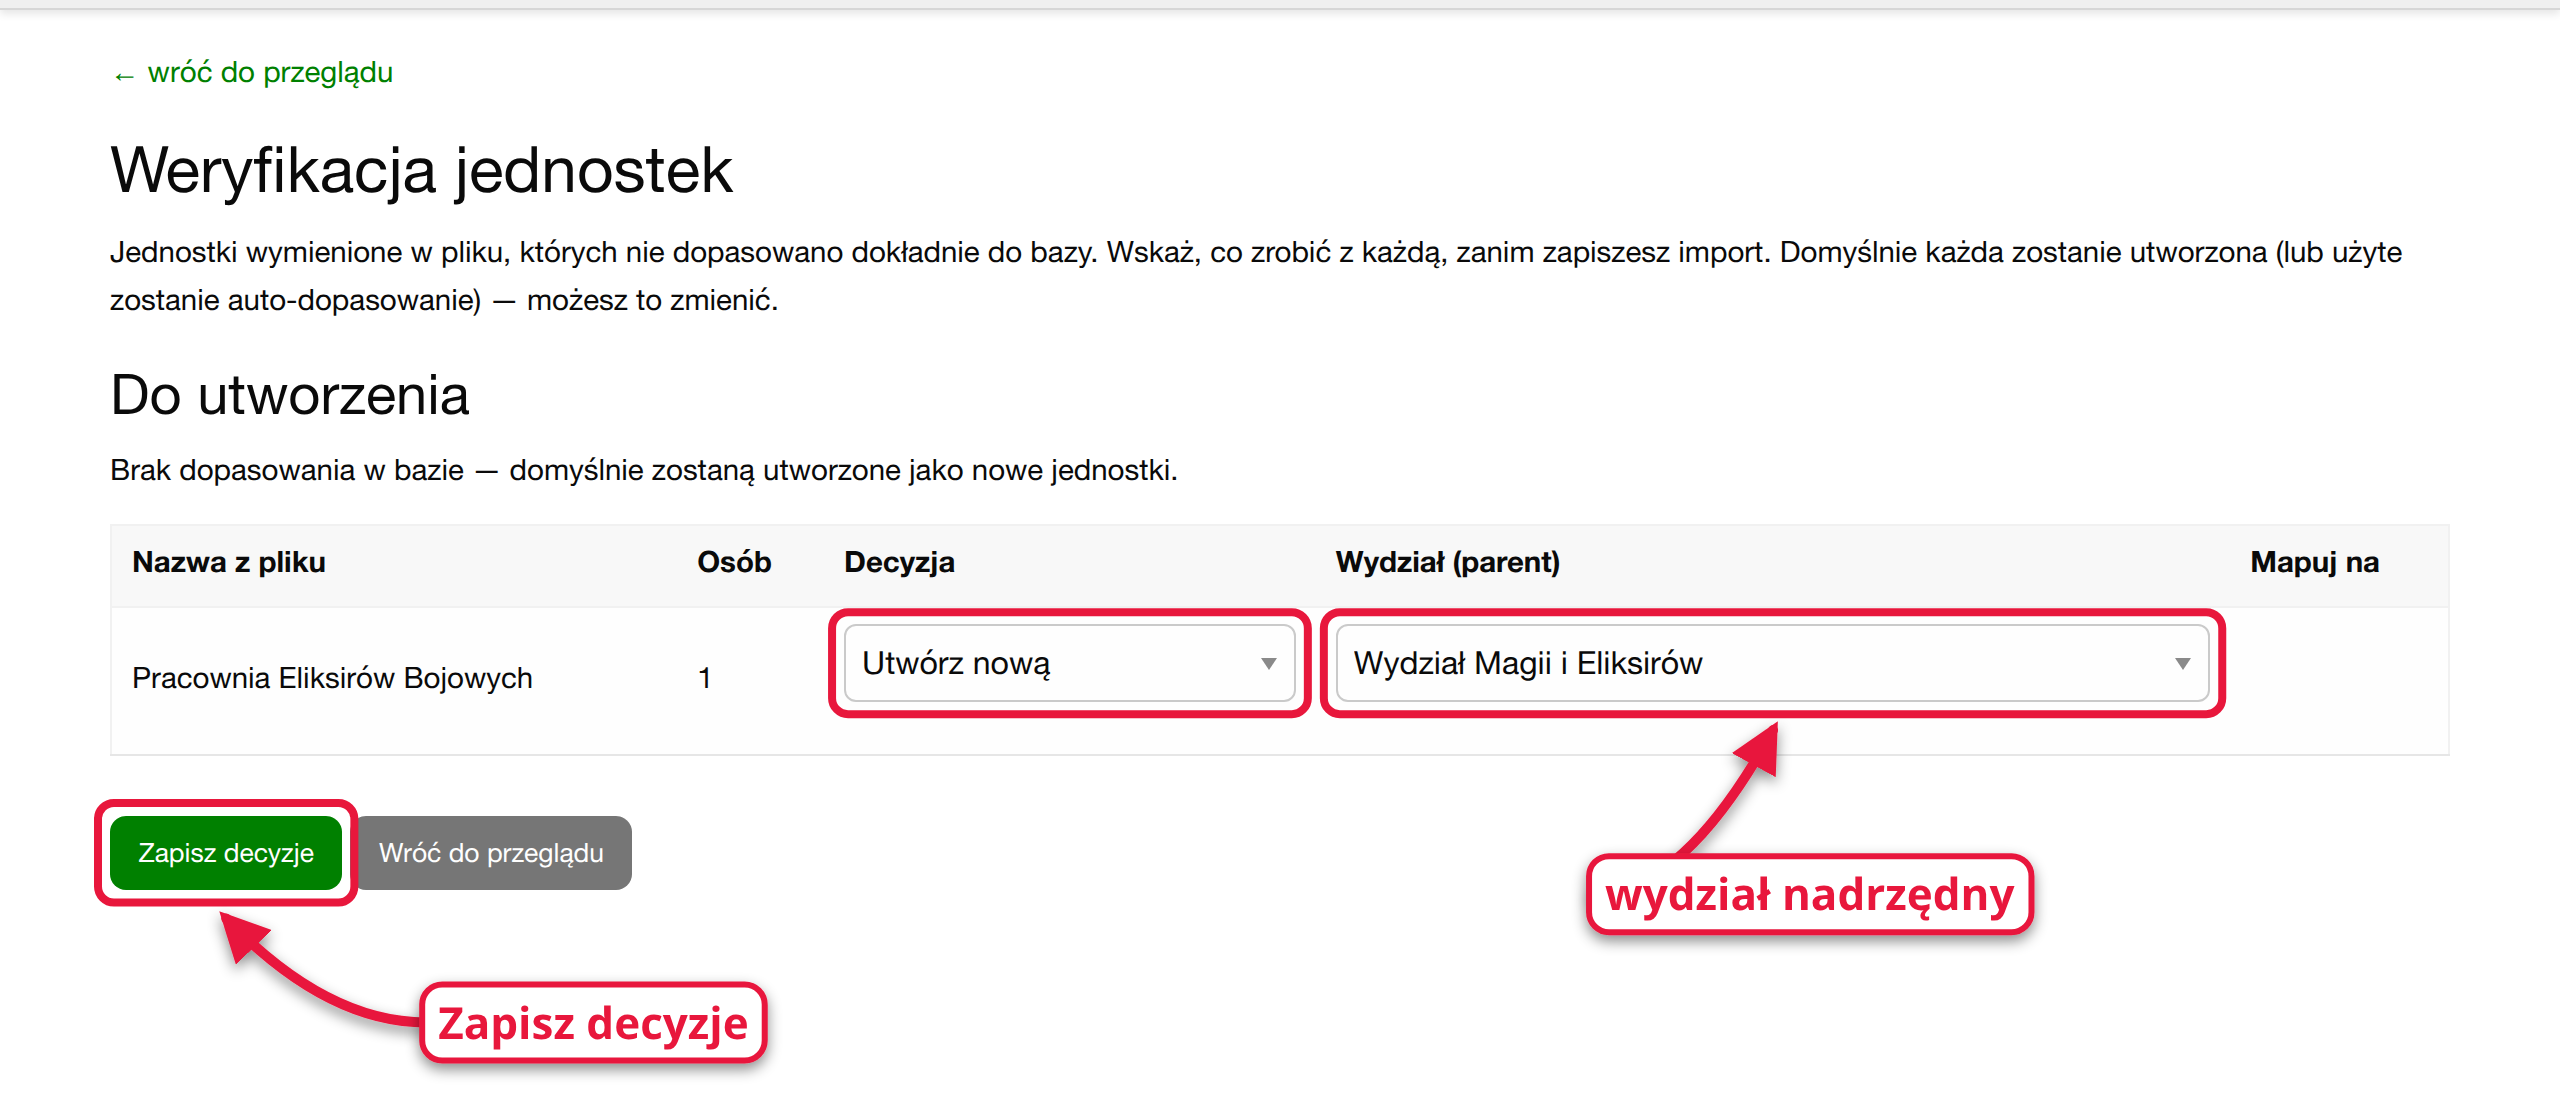 ← wróć do przeglądu
Weryfikacja jednostek
Jednostki wymienione w pliku, których nie dopasowano dokładnie do bazy. Wskaż, co zrobić z każdą, zanim zapiszesz import. Domyślnie każda zostanie utworzona (lub użyte
zostanie auto-dopasowanie) — możesz to zmienić.
Do utworzenia
Brak dopasowania w bazie — domyślnie zostaną utworzone jako nowe jednostki.
Nazwa z pliku Osób Decyzja Wydział (parent) Mapuj na
Pracownia Eliksirów Bojowych 1 Utwórz nową Wydział Magii i Eliksirów
Zapisz decyzje Wróć do przeglądu
wydział nadrzędny
Zapisz decyzje